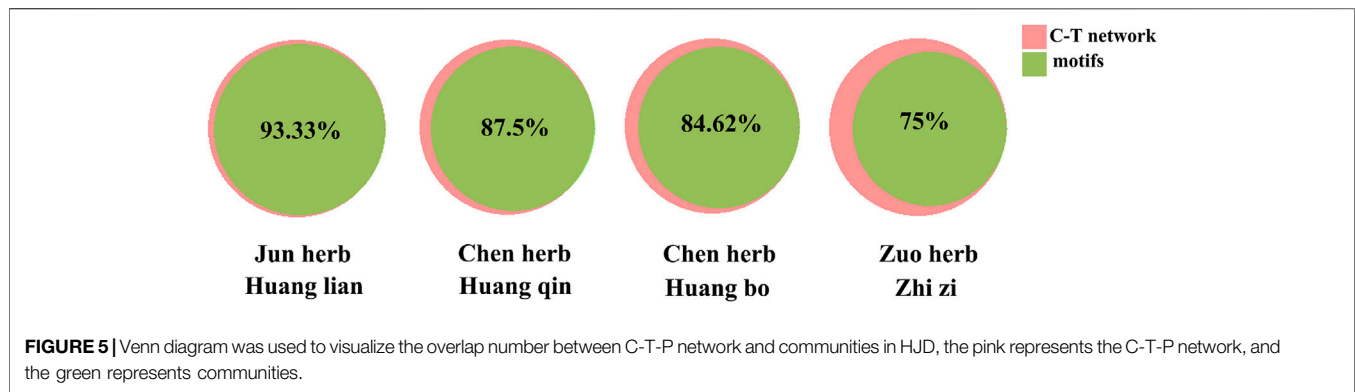 C-T network
motifs
93.33%
87.5%
84.62%
75%
Jun herb
Huang lian
Chen herb
Huang qin
Chen herb
Huang bo
Zuo herb
Zhi zi
FIGURE 5 | Venn diagram was used to visualize the overlap number between C-T-P network and communities in HJD, the pink represents the C-T-P network, and
the green represents communities.